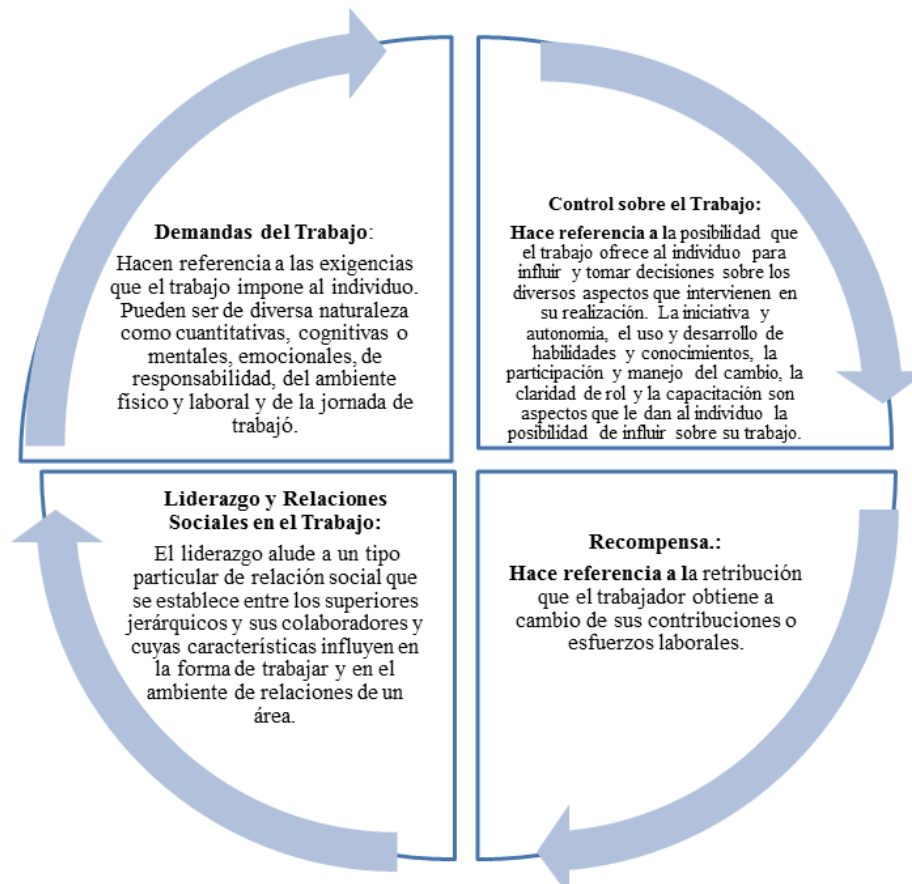 Demandas del Trabajo:
Hacen referencia a las exigencias
que el trabajo impone al individuo.
Pueden ser de diversa naturaleza
como cuantitativas, cognitivas o
mentales, emocionales, de
responsabilidad, del ambiente
físico y laboral y de la jornada de
trabajó.
Control sobre el Trabajo:
Hace referencia a la posibilidad que
el trabajo ofrece al individuo para
influir y tomar decisiones sobre los
diversos aspectos que intervienen en
su realización. La iniciativa y
autonomía, el uso y desarrollo de
habilidades y conocimientos, la
participación y manejo del cambio, la
claridad de rol y la capacitación son
aspectos que le dan al individuo la
posibilidad de influir sobre su trabajo.
Liderazgo y Relaciones
Sociales en el Trabajo:
El liderazgo alude a un tipo
particular de relación social que
se establece entre los superiores
jerárquicos y sus colaboradores y
cuyas características influyen en
la forma de trabajar y en el
ambiente de relaciones de un
área.
Recompensa.:
Hace referencia a la retribución
que el trabajador obtiene a
cambio de sus contribuciones o
esfuerzos laborales.